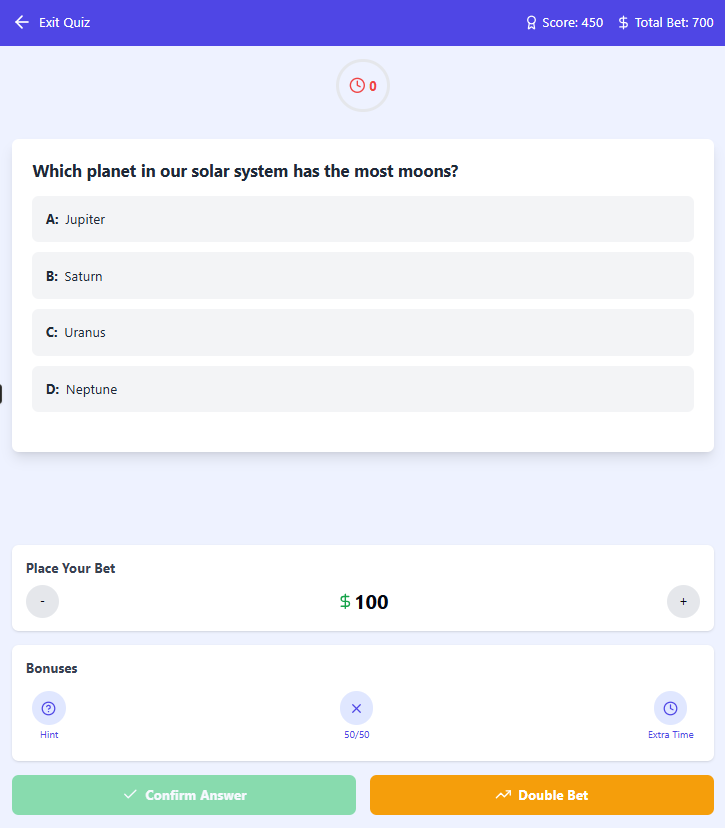 Exit Quiz Score: 450 $ Total Bet: 700
0
Which planet in our solar system has the most moons?
A: Jupiter
B: Saturn
C: Uranus
D: Neptune
Place Your Bet
- $ 100 +
Bonuses
Hint 50/50 Extra Time
Confirm Answer Double Bet